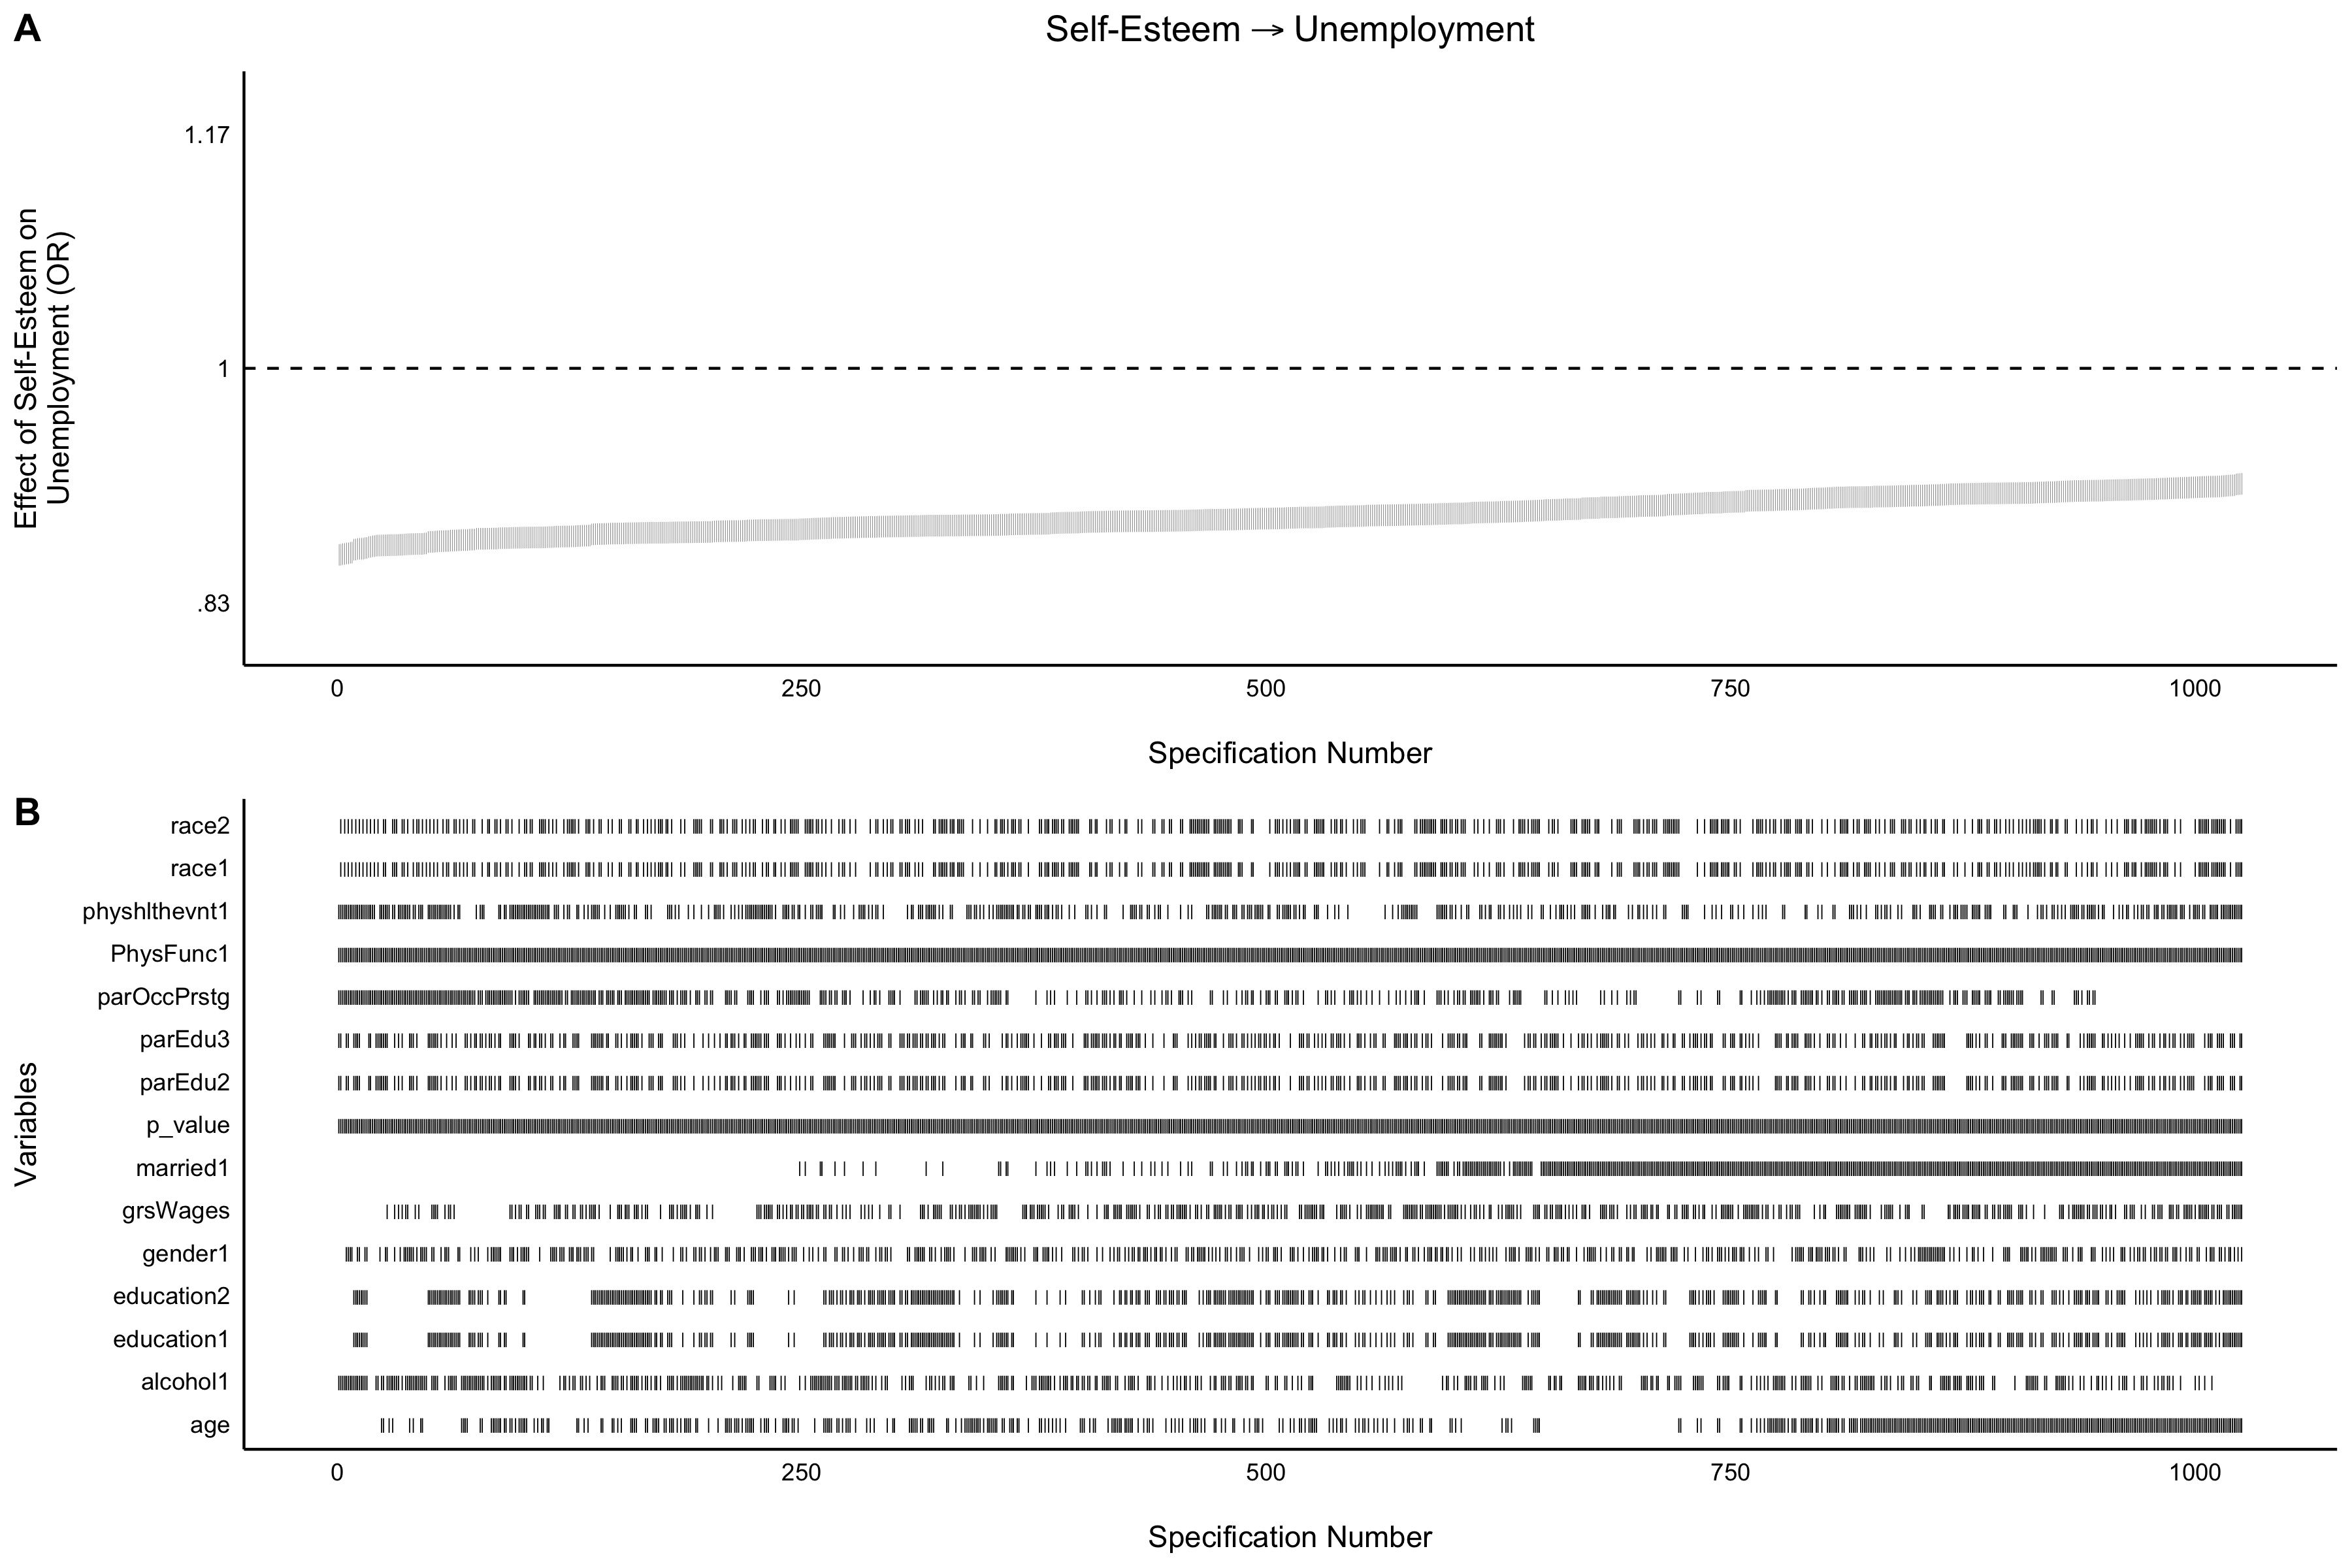 A
Self-Esteem → Unemployment
Effect of Self-Esteem on
Unemployment (OR)
1.17
1
.83
0 250 500 750 1000
Specification Number
B
Variables
race2
race1
physhlthevnt1
PhysFunc1
parOccPrstg
parEdu3
parEdu2
p_value
married1
grsWages
gender1
education2
education1
alcohol1
age
0 250 500 750 1000
Specification Number